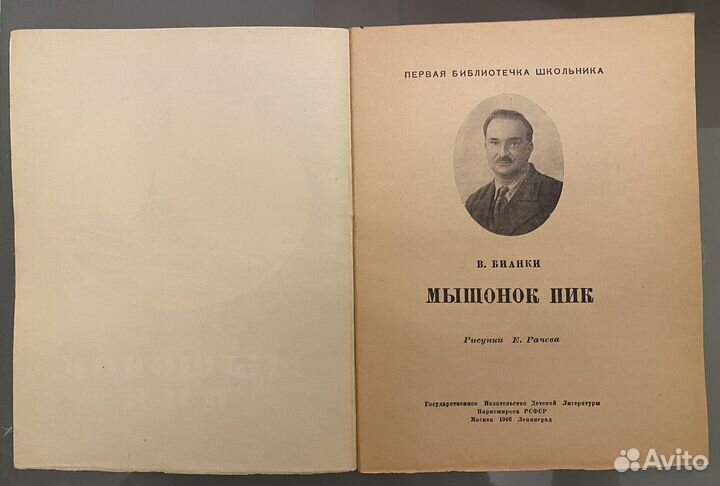 ПЕРВАЯ БИБЛИОТЕЧКА ШКОЛЬНИКА
В. БИАНКИ
МЫШОНОК ПИК
Рисунки Е. Рачева
Государственное Издательство Детской Литературы
Наркомпроса РСФСР
Москва 1946 Ленинград
Avito